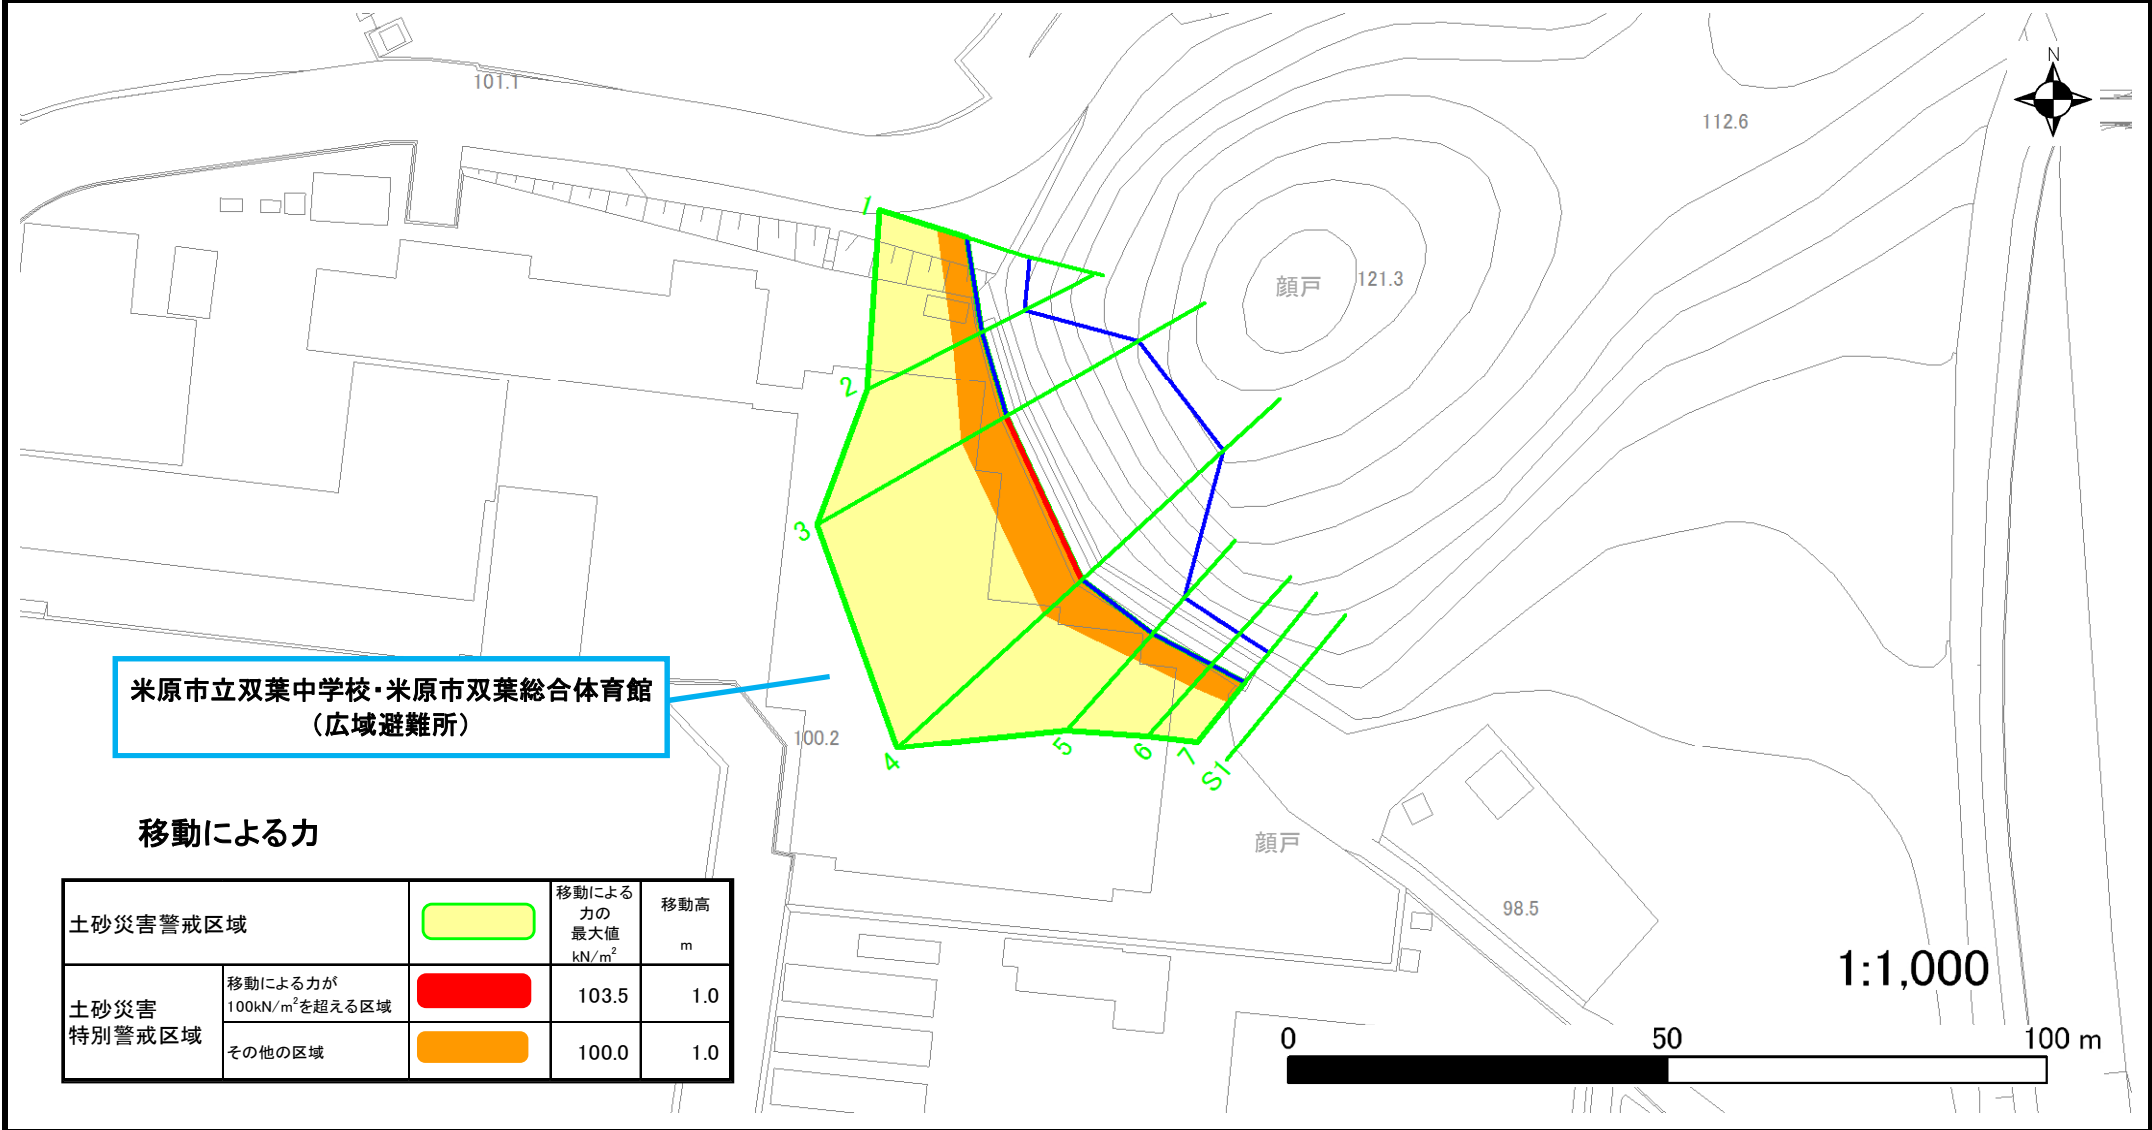 101.1
N
112.6
1
顔戸
121.3
2
3
米原市立双葉中学校・米原市双葉総合体育館
（広域避難所）
100.2
4
5
6
7
S1
移動による力
顔戸
土砂災害警戒区域
移動による
力の
最大値
kN/m²
移動高
m
98.5
土砂災害
特別警戒区域
移動による力が
100kN/m²を超える区域
103.5
1.0
その他の区域
100.0
1.0
1:1,000
0
50
100 m